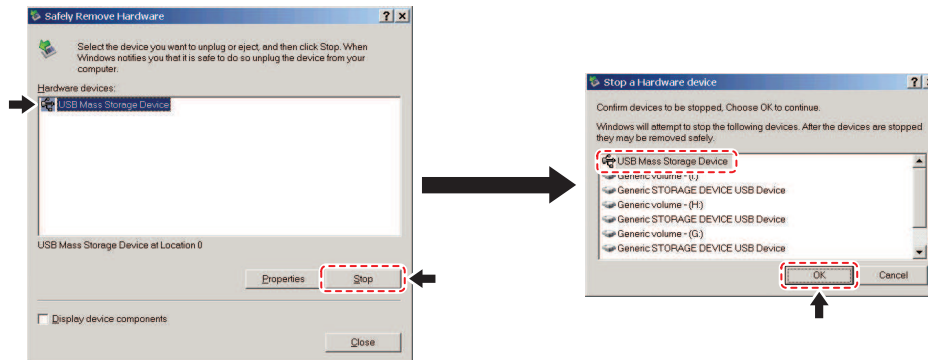 Safely Remove Hardware
Select the device you want to unplug or eject, and then click Stop. When
Windows notifies you that it is safe to do so unplug the device from your
computer.
Hardware devices:
USB Mass Storage Device
USB Mass Storage Device at Location 0
Properties
Stop
Display device components
Close
Stop a Hardware device
Confirm devices to be stopped, Choose OK to continue.
Windows will attempt to stop the following devices. After the devices are stopped
they may be removed safely.
USB Mass Storage Device
Generic volume - (I:)
Generic STORAGE DEVICE USB Device
Generic volume - (H:)
Generic STORAGE DEVICE USB Device
Generic volume - (G:)
Generic STORAGE DEVICE USB Device
OK
Cancel